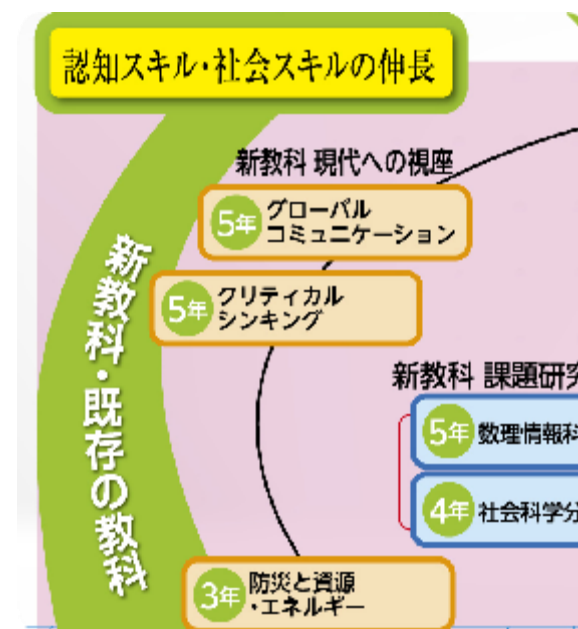 認知スキル・社会スキルの伸長
新教科 現代への視座
5年 グローバル
コミュニケーション
5年 クリティカル
シンキング
新教科・既存の教科
新教科 課題研究
5年 数理情報科
4年 社会科学分
3年 防災と資源
・エネルギー